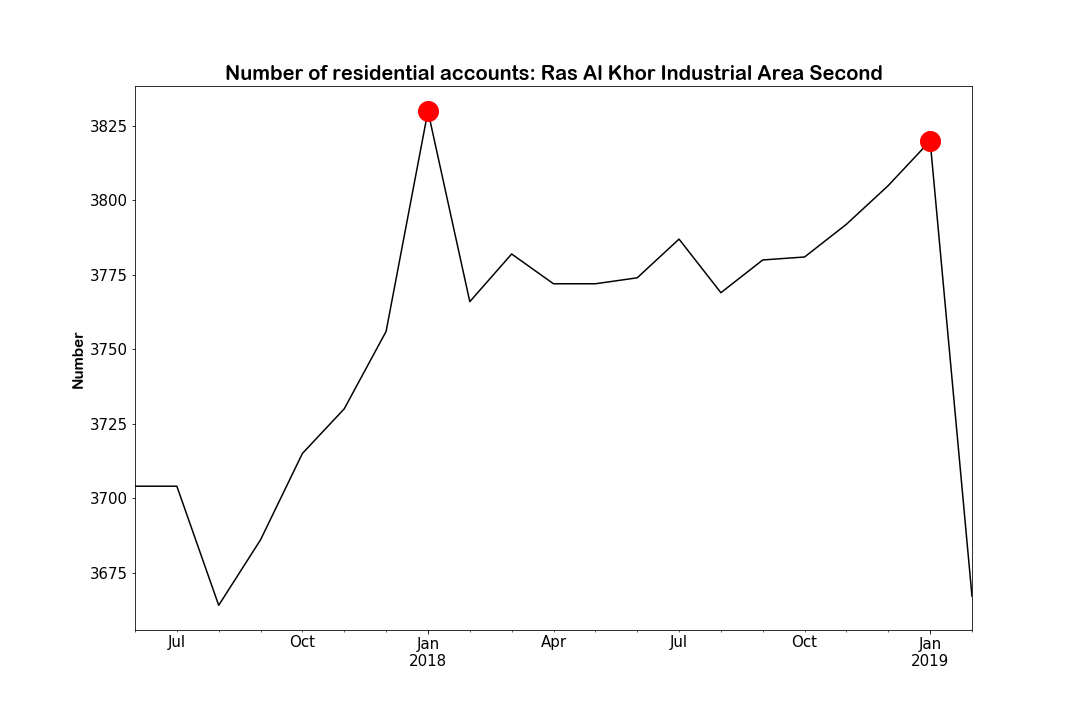 Number of residential accounts: Ras Al Khor Industrial Area Second
3825
3800
3775
3750
3725
3700
3675
Number
Jul Oct Jan Apr Jul Oct Jan
2018 2019